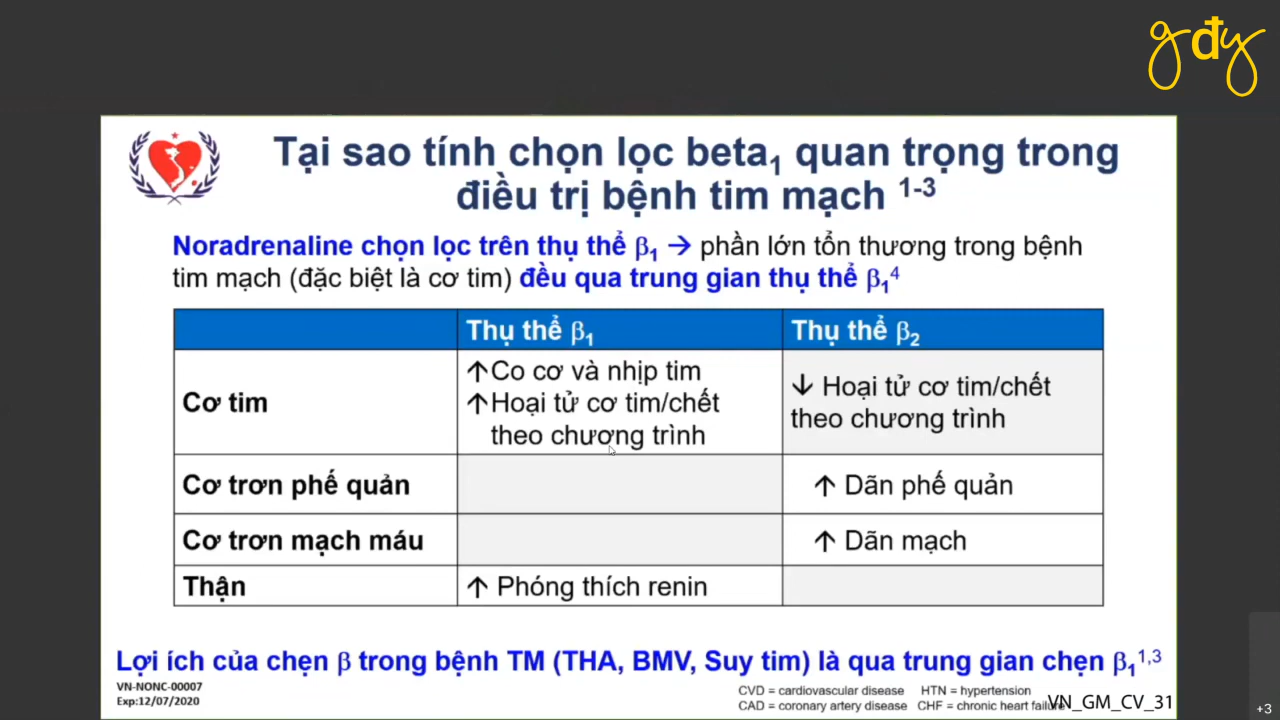 gđy
Tại sao tính chọn lọc beta₁ quan trọng trong
điều trị bệnh tim mạch ¹⁻³
Noradrenaline chọn lọc trên thụ thể β₁ → phần lớn tổn thương trong bệnh
tim mạch (đặc biệt là cơ tim) đều qua trung gian thụ thể β₁⁴
Thụ thể β₁ Thụ thể β₂
Cơ tim
↑Co cơ và nhịp tim
↑Hoại tử cơ tim/chết
theo chương trình
↓ Hoại tử cơ tim/chết
theo chương trình
Cơ trơn phế quản ↑ Dãn phế quản
Cơ trơn mạch máu ↑ Dãn mạch
Thận ↑ Phóng thích renin
Lợi ích của chẹn β trong bệnh TM (THA, BMV, Suy tim) là qua trung gian chẹn β₁¹,³
VN-NONC-00007
Exp:12/07/2020
CVD = cardiovascular disease HTN = hypertension
CAD = coronary artery disease CHF = chronic heart failure
VN_GM_CV_31
+3